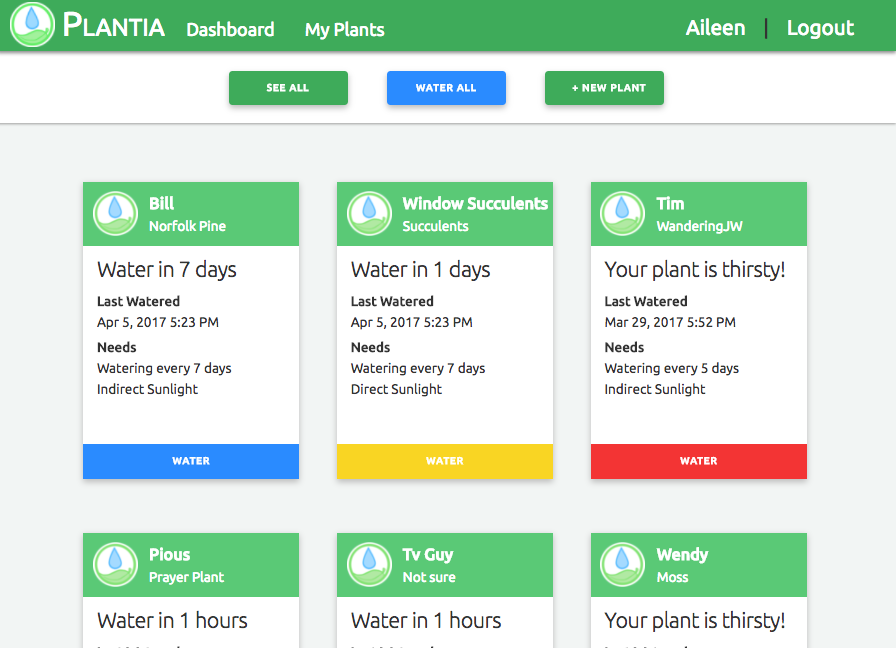 Plantia Dashboard My Plants Aileen | Logout
SEE ALL WATER ALL + NEW PLANT
Bill
Norfolk Pine
Water in 7 days
Last Watered
Apr 5, 2017 5:23 PM
Needs
Watering every 7 days
Indirect Sunlight
WATER
Window Succulents
Succulents
Water in 1 days
Last Watered
Apr 5, 2017 5:23 PM
Needs
Watering every 7 days
Direct Sunlight
WATER
Tim
WanderingJW
Your plant is thirsty!
Last Watered
Mar 29, 2017 5:52 PM
Needs
Watering every 5 days
Indirect Sunlight
WATER
Pious
Prayer Plant
Water in 1 hours
Tv Guy
Not sure
Water in 1 hours
Wendy
Moss
Your plant is thirsty!